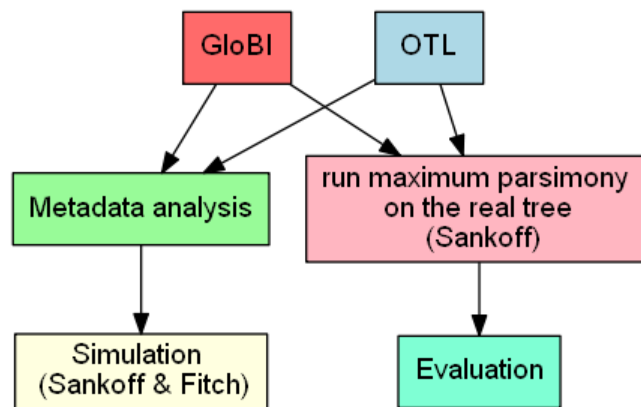 GloBI
OTL
Metadata analysis
run maximum parsimony
on the real tree
(Sankoff)
Simulation
(Sankoff & Fitch)
Evaluation